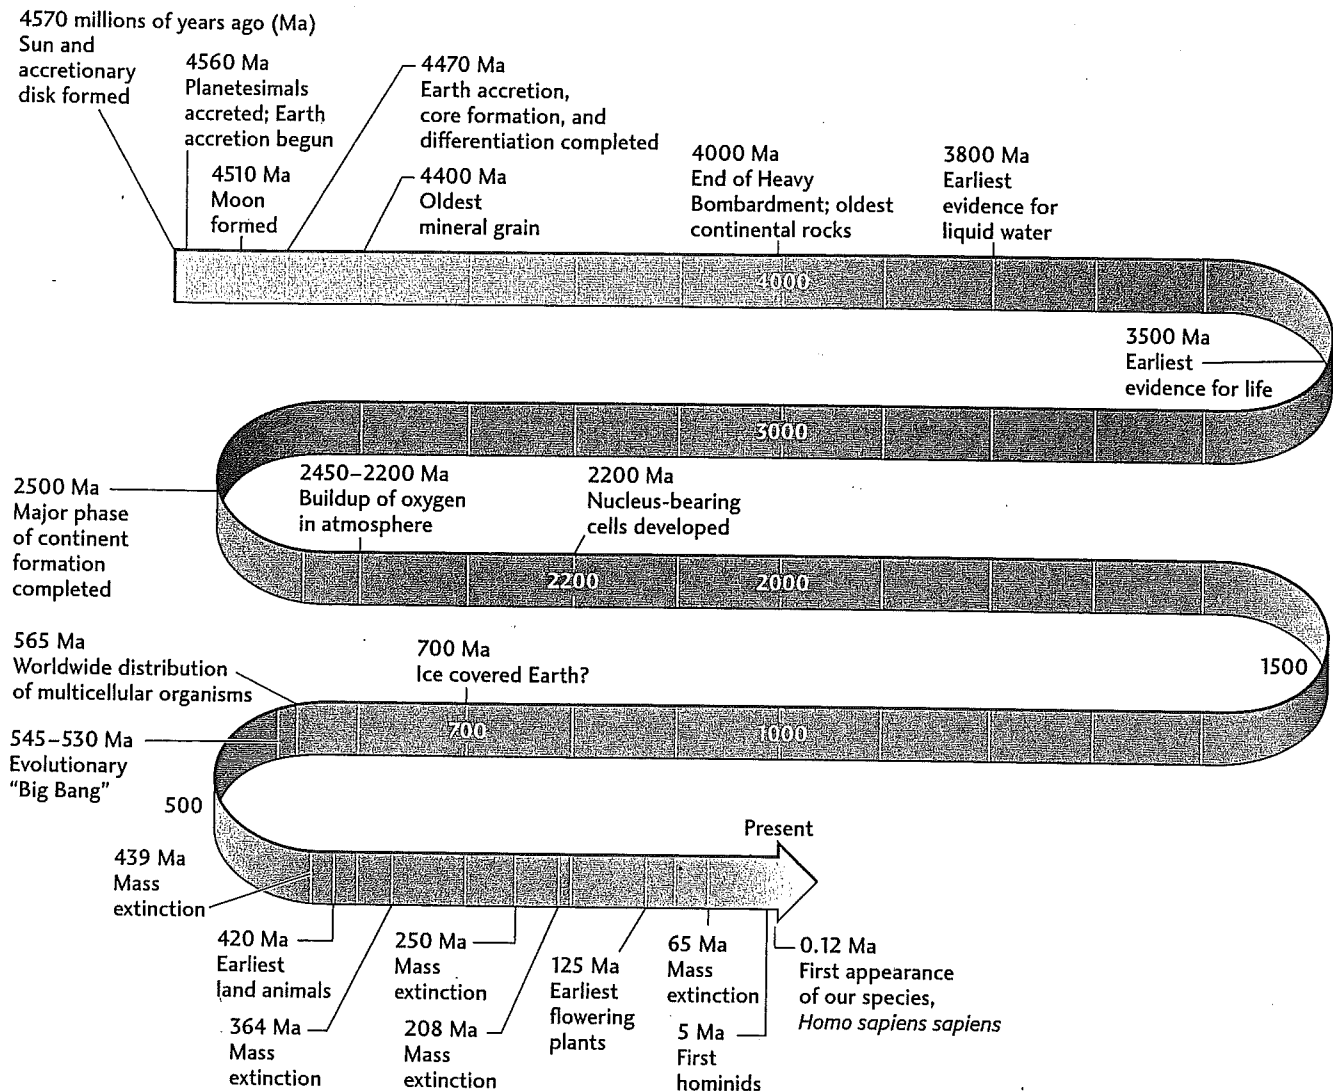 4570 millions of years ago (Ma)
Sun and
accretionary
disk formed
4560 Ma
Planetesimals
accreted; Earth
accretion begun
4510 Ma
Moon
formed
4470 Ma
Earth accretion,
core formation, and
differentiation completed
4400 Ma
Oldest
mineral grain
4000 Ma
End of Heavy
Bombardment; oldest
continental rocks
3800 Ma
Earliest
evidence for
liquid water
4000
3500 Ma
Earliest
evidence for life
3000
2500 Ma
Major phase
of continent
formation
completed
2450–2200 Ma
Buildup of oxygen
in atmosphere
2200 Ma
Nucleus-bearing
cells developed
2200
2000
1500
565 Ma
Worldwide distribution
of multicellular organisms
700 Ma
Ice covered Earth?
700
1000
545–530 Ma
Evolutionary
"Big Bang"
500
Present
439 Ma
Mass
extinction
420 Ma
Earliest
land animals
364 Ma
Mass
extinction
250 Ma
Mass
extinction
208 Ma
Mass
extinction
125 Ma
Earliest
flowering
plants
65 Ma
Mass
extinction
5 Ma
First
hominids
0.12 Ma
First appearance
of our species,
Homo sapiens sapiens